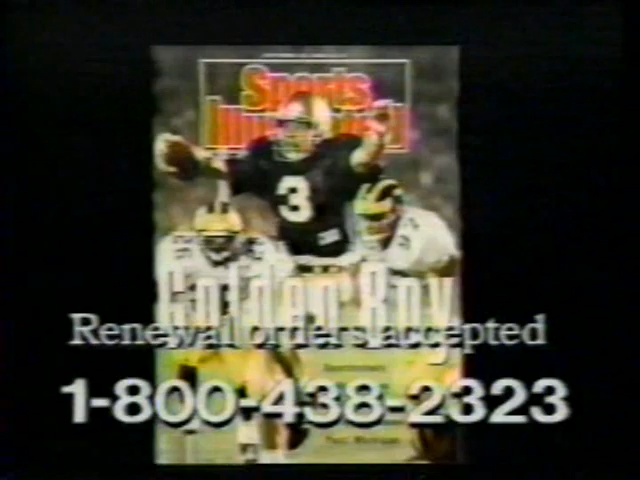 Sports
Illustrated
3
Golden Boy
Renewal orders accepted
1-800-438-2323